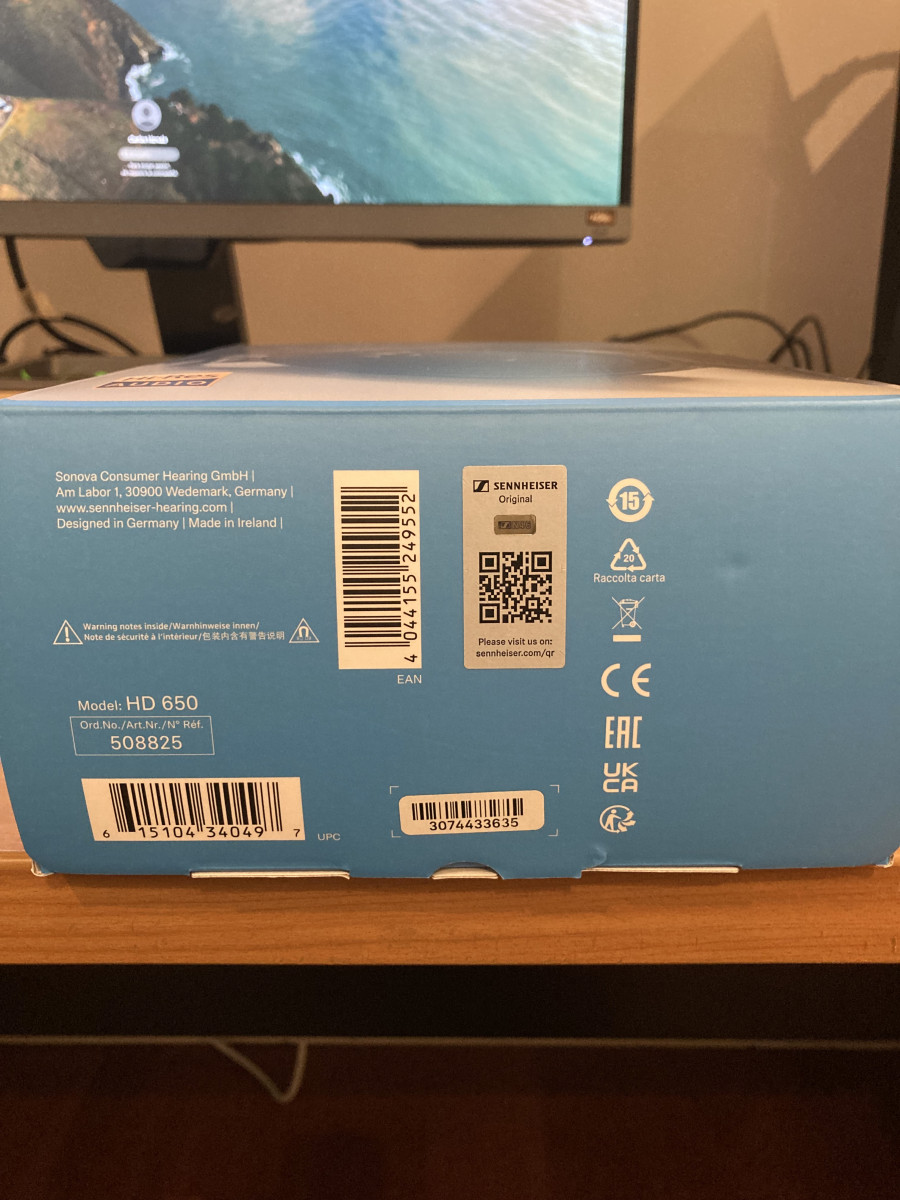 AUDIO
Sonova Consumer Hearing GmbH |
Am Labor 1, 30900 Wedemark, Germany |
www.sennheiser-hearing.com |
Designed in Germany | Made in Ireland |
Warning notes inside/Warnhinweise innen/
Note de sécurité à l'intérieur/包装内含有警告说明
Model: HD 650
Ord.No./Art.Nr./N° Réf.
508825
6 15104 34049 7
UPC
4 044155 249552
EAN
SENNHEISER
Original
Please visit us on:
sennheiser.com/qr
3074433635
15
20
Raccolta carta
CE
EAC
UK
CA